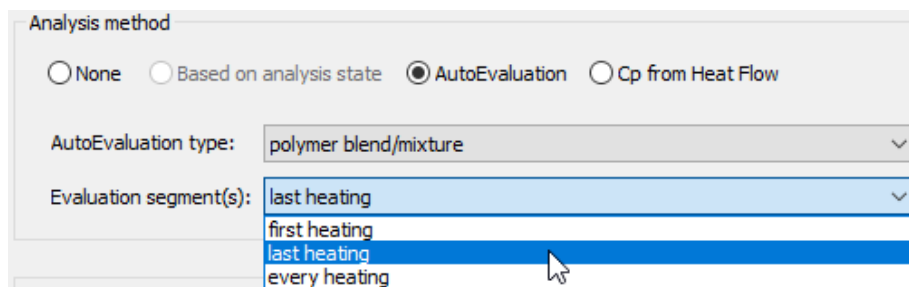 Analysis method
None Based on analysis state AutoEvaluation Cp from Heat Flow
AutoEvaluation type: polymer blend/mixture
Evaluation segment(s): last heating
first heating
last heating
every heating